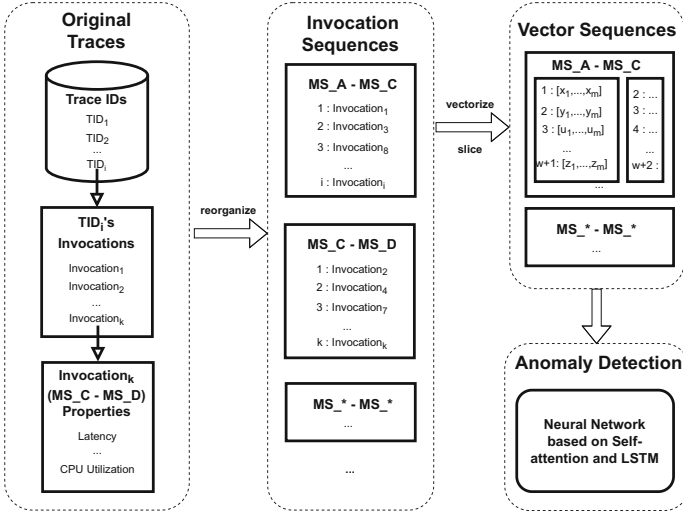 Original
Traces
Trace IDs
TID1
TID2
...
TIDi
TIDi's
Invocations
Invocation1
Invocation2
...
Invocationk
Invocationk
(MS_C - MS_D)
Properties
Latency
...
CPU Utilization
reorganize
Invocation
Sequences
MS_A - MS_C
1 : Invocation1
2 : Invocation3
3 : Invocation8
...
i : Invocationi
MS_C - MS_D
1 : Invocation2
2 : Invocation4
3 : Invocation7
...
k : Invocationk
MS_* - MS_*
...
...
vectorize
slice
Vector Sequences
MS_A - MS_C
1 : [x1,...,xm]
2 : [y1,...,ym]
3 : [u1,...,um]
...
w+1: [z1,...,zm]
2 : ...
3 : ...
4 : ...
...
w+2 :
...
MS_* - MS_*
...
Anomaly Detection
Neural Network
based on Self-
attention and LSTM